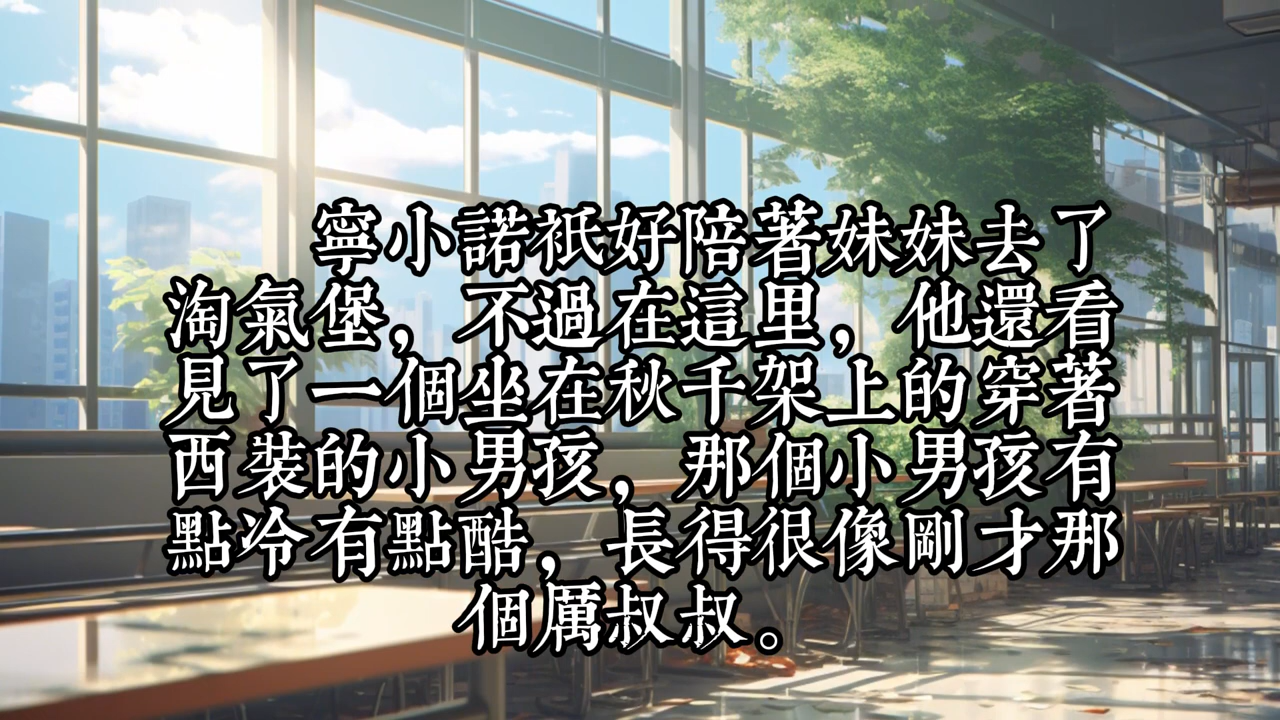 寧小諾衹好陪著妹妹去了
淘氣堡，不過在這里，他還看
見了一個坐在秋千架上的穿著
西裝的小男孩，那個小男孩有
點冷有點酷，長得很像剛才那
個厲叔叔。